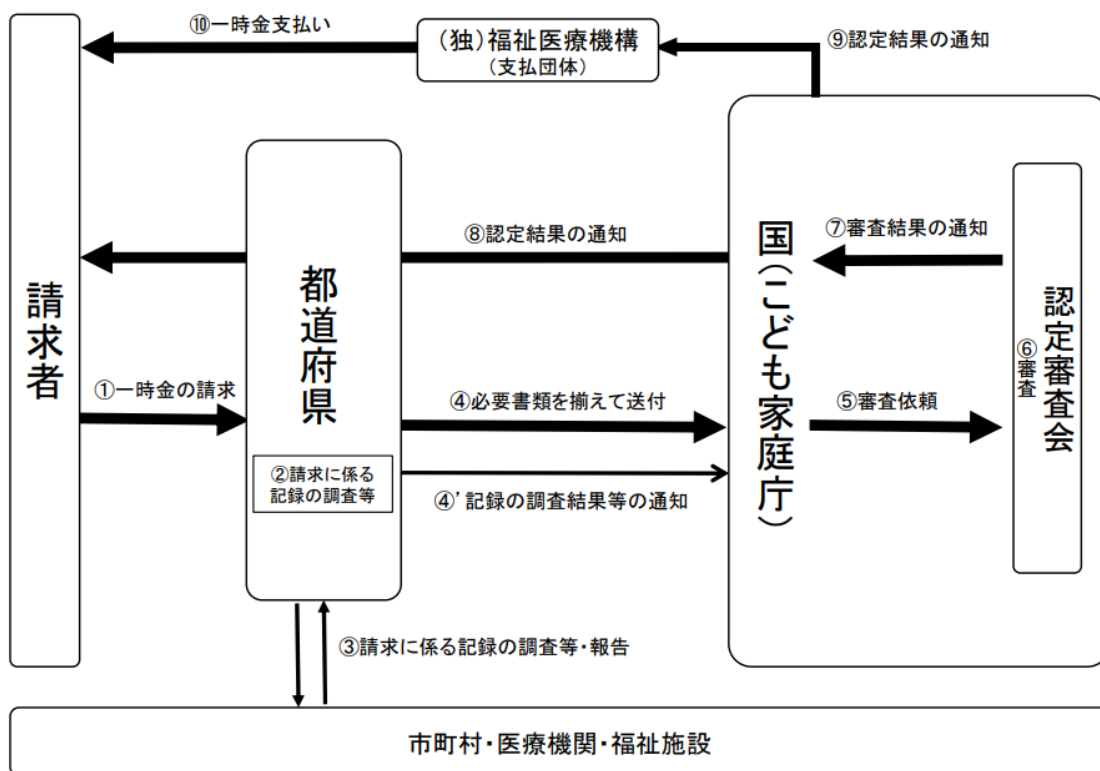 ⑩一時金支払い
(独)福祉医療機構
(支払団体)
⑨認定結果の通知
請求者
都道府県
⑧認定結果の通知
国(こども家庭庁)
⑦審査結果の通知
認定審査会
⑥審査
①一時金の請求
④必要書類を揃えて送付
⑤審査依頼
②請求に係る
記録の調査等
④'記録の調査結果等の通知
③請求に係る記録の調査等・報告
市町村・医療機関・福祉施設